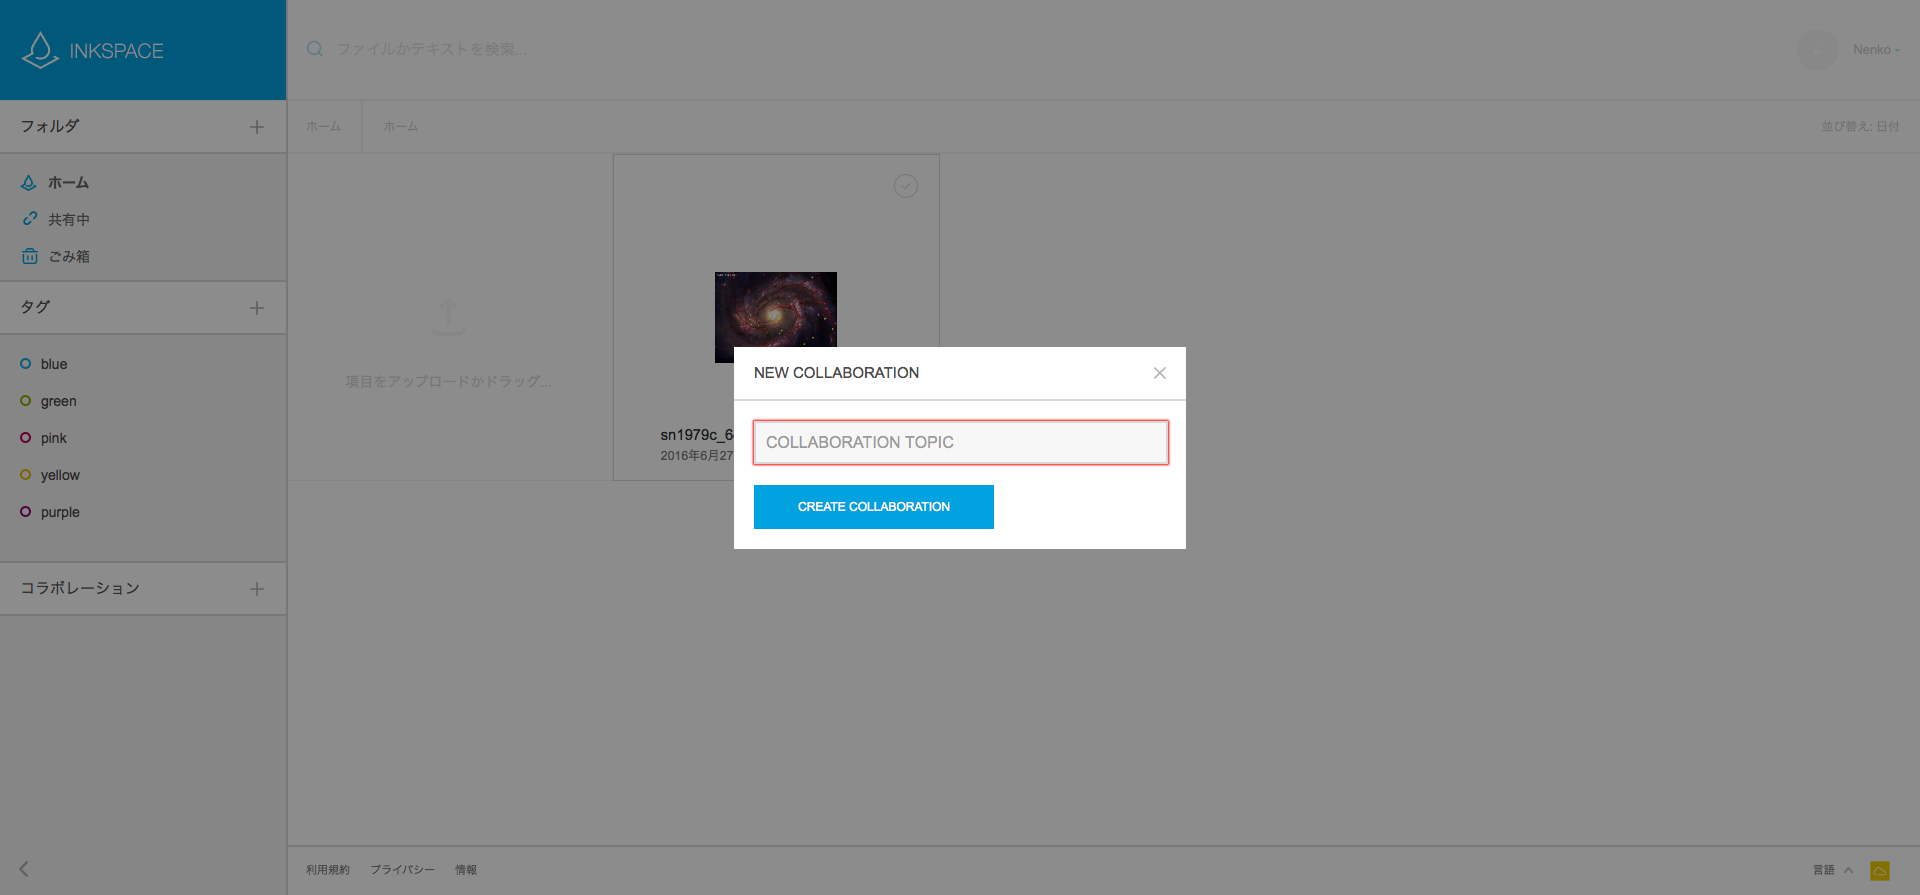 INKSPACE
ファイルかテキストを検索...
Nenko
フォルダ
ホーム
ホーム
並び替え: 日付
ホーム
共有中
ごみ箱
タグ
blue
green
pink
yellow
purple
コラボレーション
項目をアップロードかドラッグ...
sn1979c_6
2016年6月27
NEW COLLABORATION
COLLABORATION TOPIC
CREATE COLLABORATION
利用規約
プライバシー
情報
言語